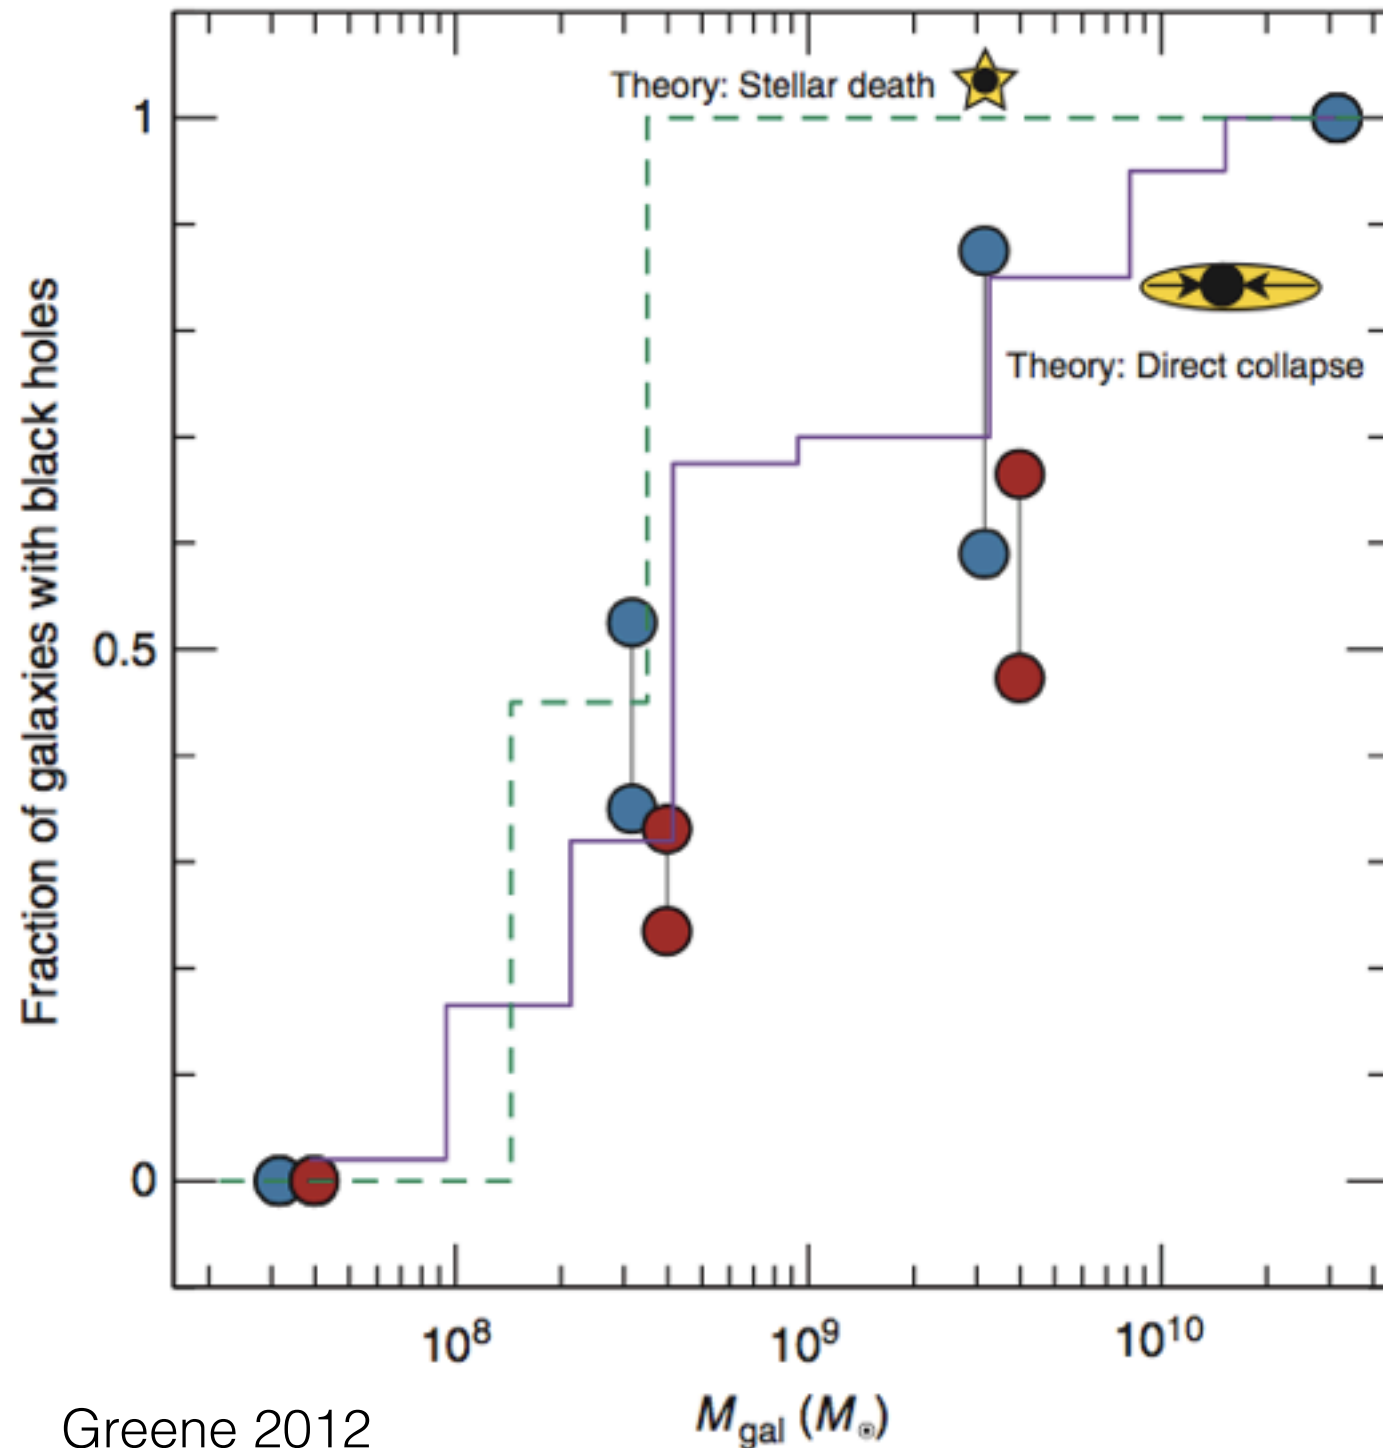 Theory: Stellar death
1
Theory: Direct collapse
Fraction of galaxies with black holes
0.5
0
10⁸
10⁹
10¹⁰
Mgal (M☉)
Greene 2012